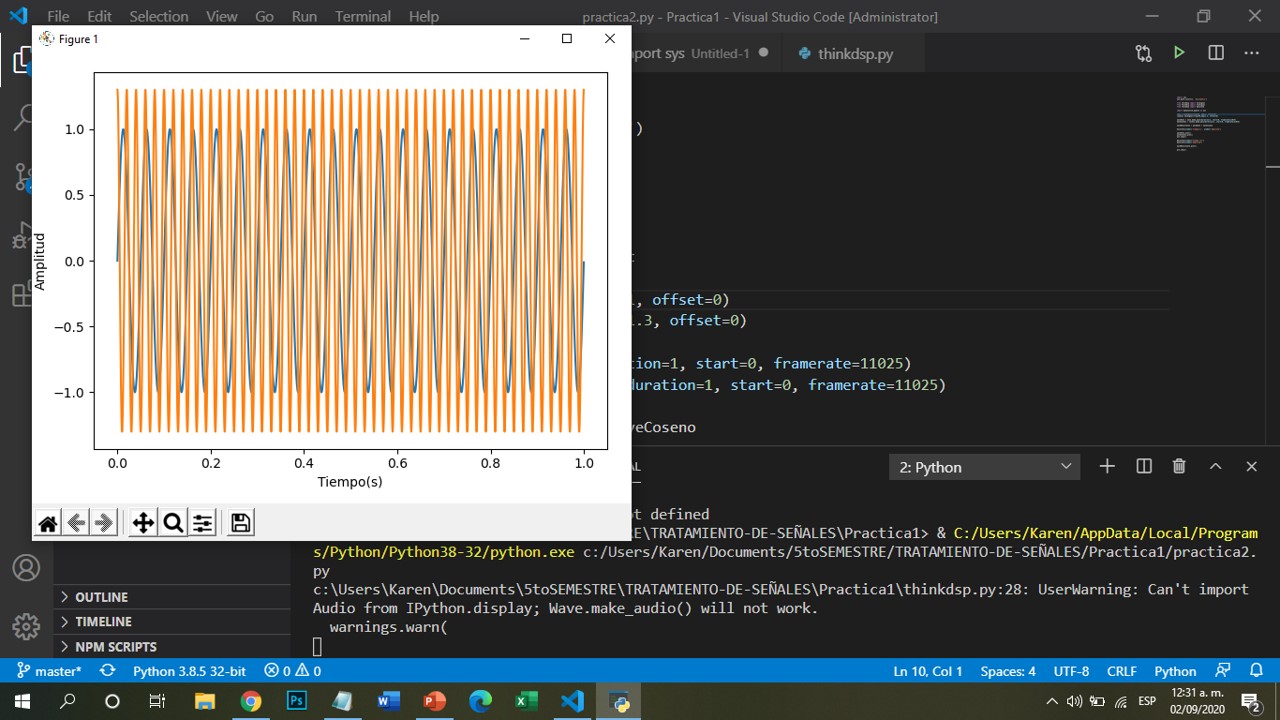 File Edit Selection View Go Run Terminal Help practica2.py - Practica1 - Visual Studio Code [Administrator]
Figure 1
port sys Untitled-1
thinkdsp.py
1.0
0.5
0.0
−0.5
−1.0
Amplitud
0.0 0.2 0.4 0.6 0.8 1.0
Tiempo(s)
)
, offset=0)
.3, offset=0)
ion=1, start=0, framerate=11025)
duration=1, start=0, framerate=11025)
veCoseno
AL
2: Python
t defined
E\TRATAMIENTO-DE-SEÑALES\Practica1> & C:/Users/Karen/AppData/Local/Program
s/Python/Python38-32/python.exe c:/Users/Karen/Documents/5toSEMESTRE/TRATAMIENTO-DE-SEÑALES/Practica1/practica2.
py
c:\Users\Karen\Documents\5toSEMESTRE\TRATAMIENTO-DE-SEÑALES\Practica1\thinkdsp.py:28: UserWarning: Can't import
Audio from IPython.display; Wave.make_audio() will not work.
warnings.warn(
OUTLINE
TIMELINE
NPM SCRIPTS
master* Python 3.8.5 32-bit 0 0 Ln 10, Col 1 Spaces: 4 UTF-8 CRLF Python
ESP
12:31 a. m.
02/09/2020
2